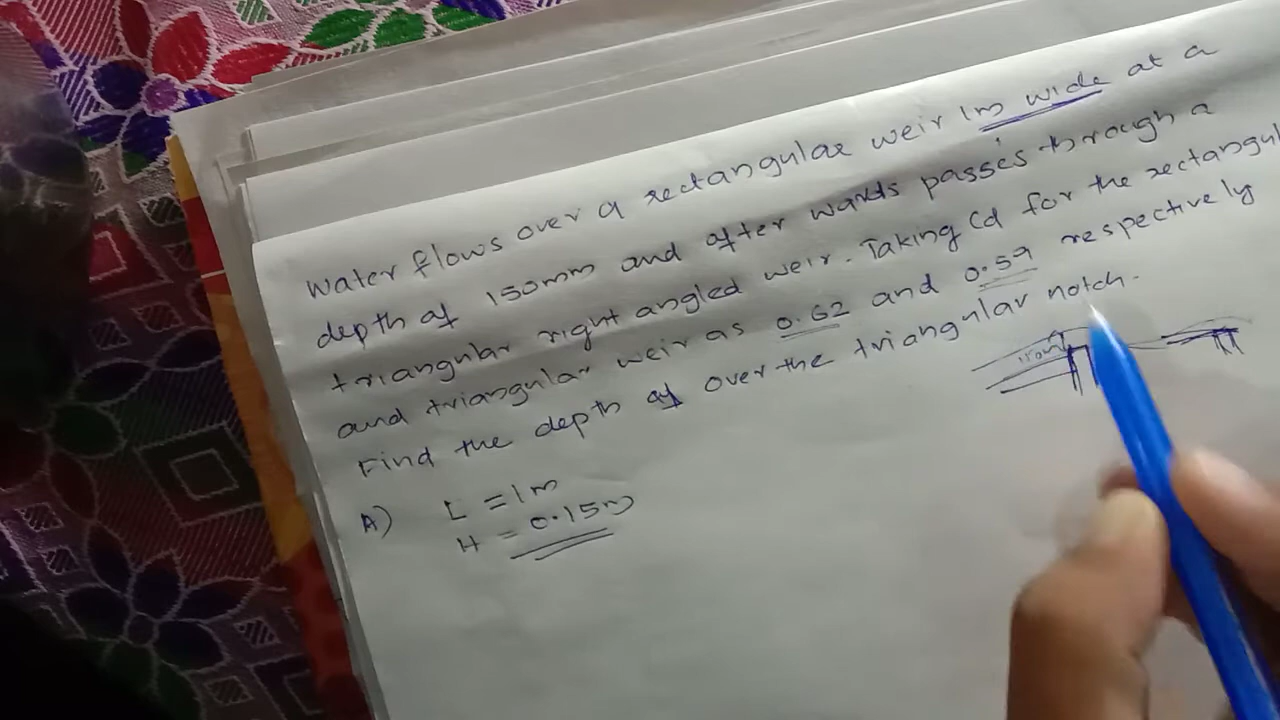 Water flows over a rectangular weir 1m wide at a
depth of 150mm and after wards passes through a
triangular right angled weir. Taking Cd for the rectangul
and triangular weir as 0.62 and 0.59 respectively
Find the depth of over the triangular notch.
A) L = 1m
H = 0.15m